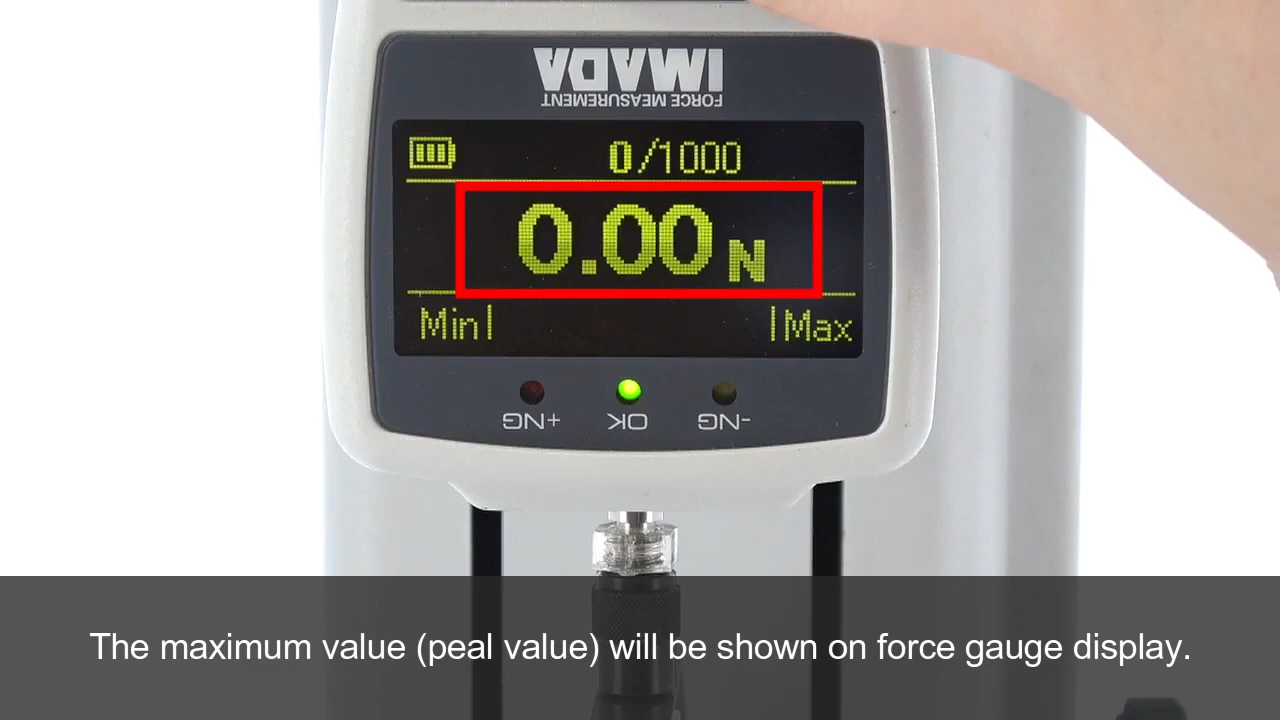 IMADA
FORCE MEASUREMENT
0/1000
0.00 N
Min
Max
+NG
OK
-NG
The maximum value (peal value) will be shown on force gauge display.